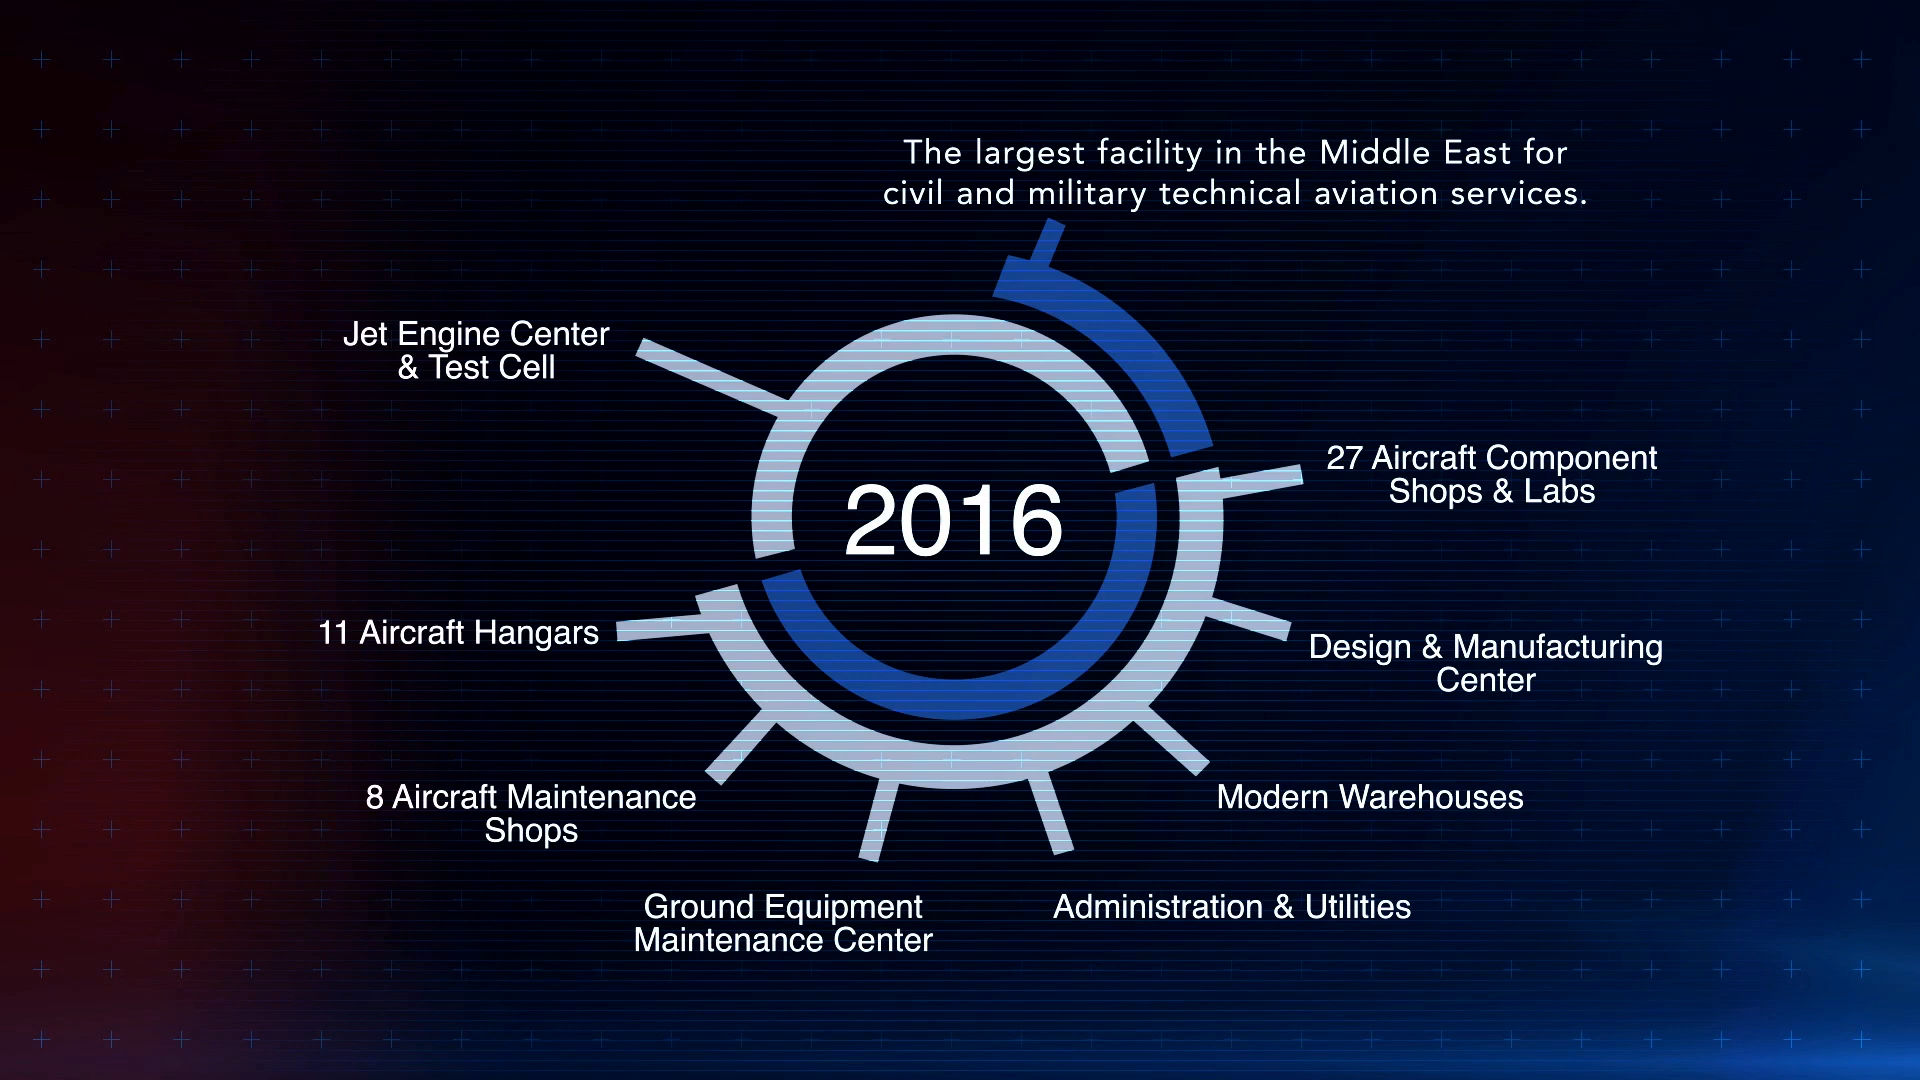 The largest facility in the Middle East for
civil and military technical aviation services.
Jet Engine Center
& Test Cell
27 Aircraft Component
Shops & Labs
2016
11 Aircraft Hangars
Design & Manufacturing
Center
8 Aircraft Maintenance
Shops
Modern Warehouses
Ground Equipment
Maintenance Center
Administration & Utilities